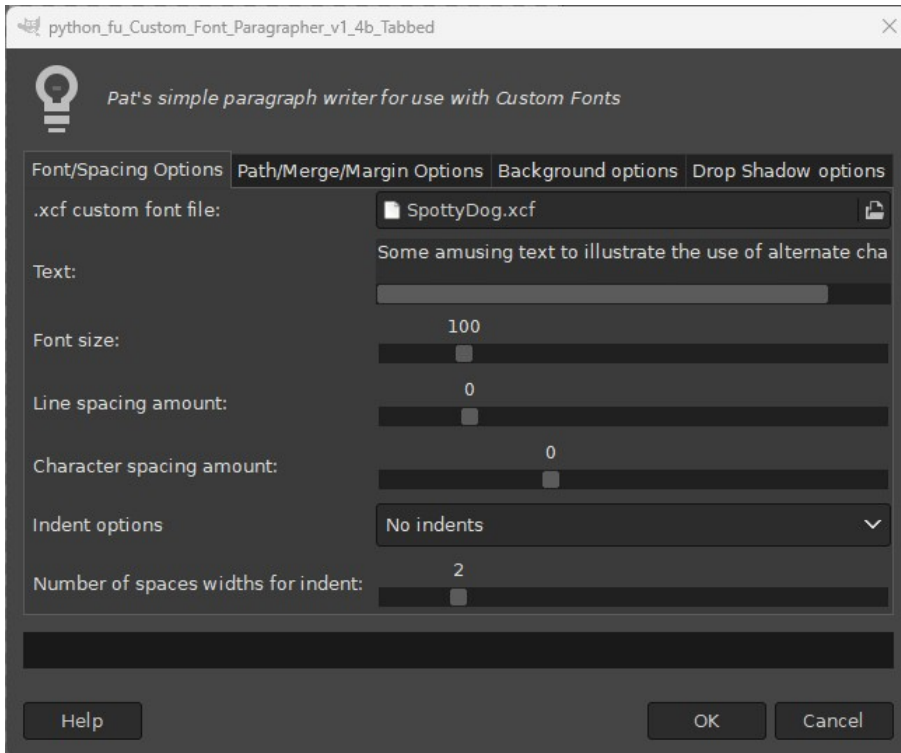 python_fu_Custom_Font_Paragrapher_v1_4b_Tabbed
Pat's simple paragraph writer for use with Custom Fonts
Font/Spacing Options Path/Merge/Margin Options Background options Drop Shadow options
.xcf custom font file: SpottyDog.xcf
Text: Some amusing text to illustrate the use of alternate cha
Font size: 100
Line spacing amount: 0
Character spacing amount: 0
Indent options No indents
Number of spaces widths for indent: 2
Help OK Cancel